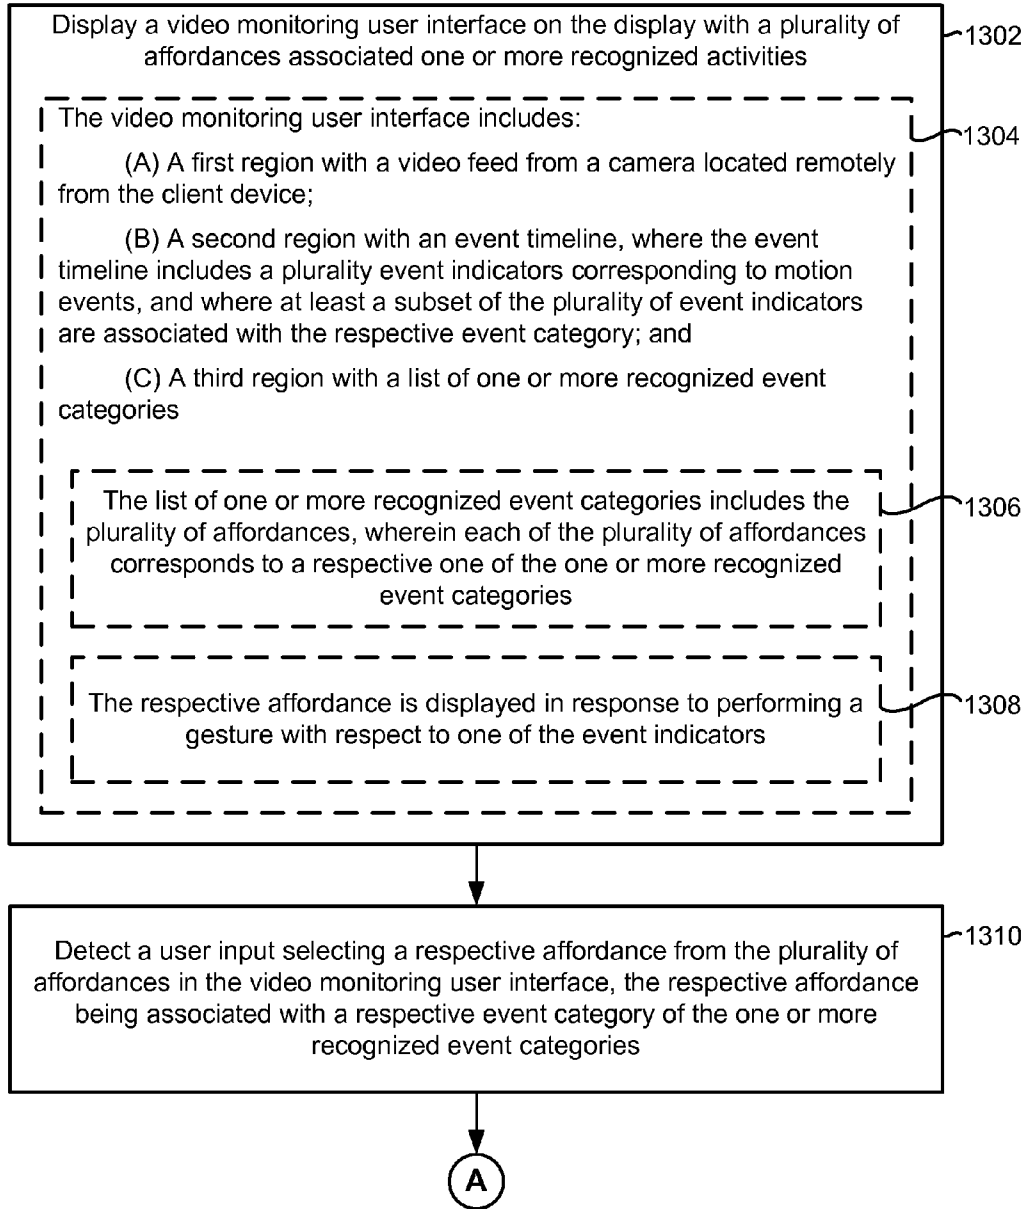 Display a video monitoring user interface on the display with a plurality of
affordances associated one or more recognized activities
1302
The video monitoring user interface includes:
1304
(A) A first region with a video feed from a camera located remotely
from the client device;
(B) A second region with an event timeline, where the event
timeline includes a plurality event indicators corresponding to motion
events, and where at least a subset of the plurality of event indicators
are associated with the respective event category; and
(C) A third region with a list of one or more recognized event
categories
The list of one or more recognized event categories includes the
plurality of affordances, wherein each of the plurality of affordances
corresponds to a respective one of the one or more recognized
event categories
1306
The respective affordance is displayed in response to performing a
gesture with respect to one of the event indicators
1308
Detect a user input selecting a respective affordance from the plurality of
affordances in the video monitoring user interface, the respective affordance
being associated with a respective event category of the one or more
recognized event categories
1310
A